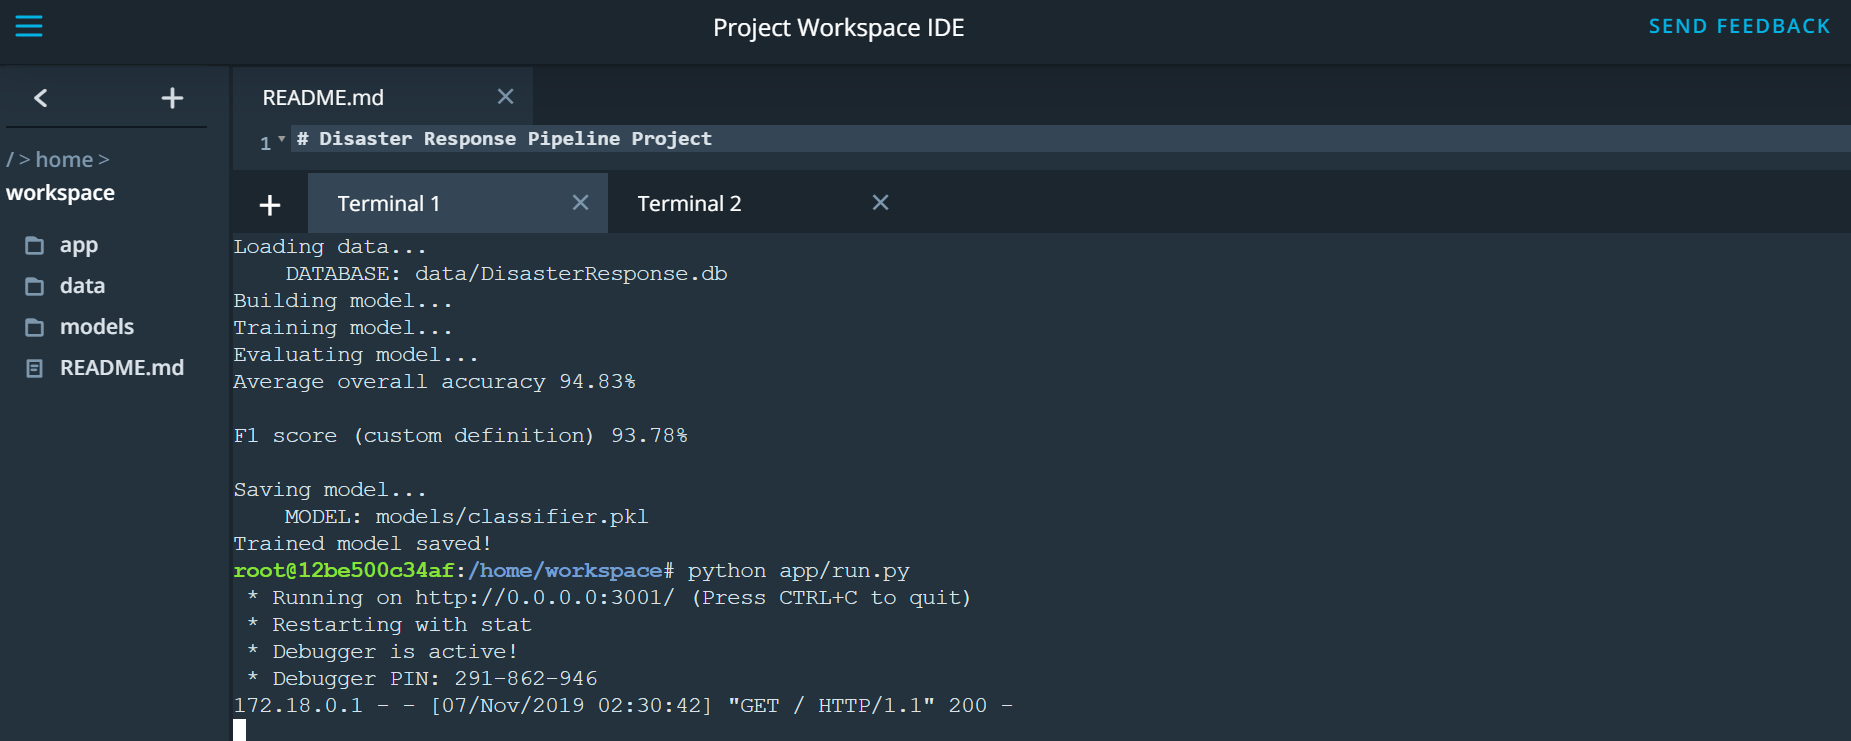 Project Workspace IDE
SEND FEEDBACK
/ > home >
workspace
app
data
models
README.md
README.md
1 # Disaster Response Pipeline Project
Terminal 1
Terminal 2
Loading data...
    DATABASE: data/DisasterResponse.db
Building model...
Training model...
Evaluating model...
Average overall accuracy 94.83%
F1 score (custom definition) 93.78%
Saving model...
    MODEL: models/classifier.pkl
Trained model saved!
root@12be500c34af:/home/workspace# python app/run.py
 * Running on http://0.0.0.0:3001/ (Press CTRL+C to quit)
 * Restarting with stat
 * Debugger is active!
 * Debugger PIN: 291-862-946
172.18.0.1 - - [07/Nov/2019 02:30:42] "GET / HTTP/1.1" 200 -